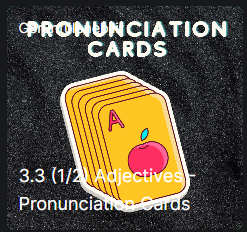 PRONUNCIATION
CARDS
A
3.3 (1/2) Adjectives -
Pronunciation Cards